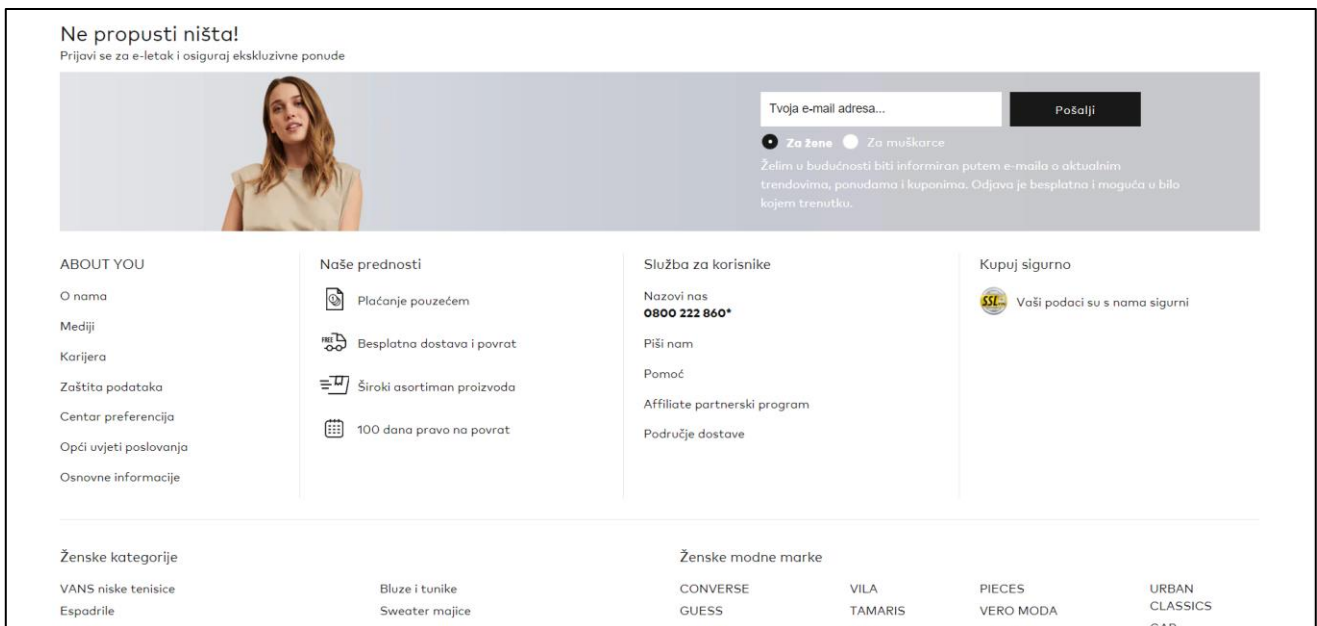 Ne propusti ništa!
Prijavi se za e-letak i osiguraj ekskluzivne ponude
Tvoja e-mail adresa...
Pošalji
Za žene
Za muškarce
Želim u budućnosti biti informiran putem e-maila o aktualnim
trendovima, ponudama i kuponima. Odjava je besplatna i moguća u bilo
kojem trenutku.
ABOUT YOU
O nama
Mediji
Karijera
Zaštita podataka
Centar preferencija
Opći uvjeti poslovanja
Osnovne informacije
Naše prednosti
Plaćanje pouzećem
FREE
Besplatna dostava i povrat
Široki asortiman proizvoda
100 dana pravo na povrat
Služba za korisnike
Nazovi nas
0800 222 860*
Piši nam
Pomoć
Affiliate partnerski program
Područje dostave
Kupuj sigurno
SSL
Vaši podaci su s nama sigurni
Ženske kategorije
VANS niske tenisice
Espadrile
Bluze i tunike
Sweater majice
Ženske modne marke
CONVERSE
GUESS
VILA
TAMARIS
PIECES
VERO MODA
URBAN
CLASSICS